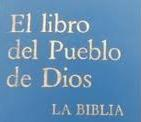 El libro
del Pueblo
de Dios
LA BIBLIA